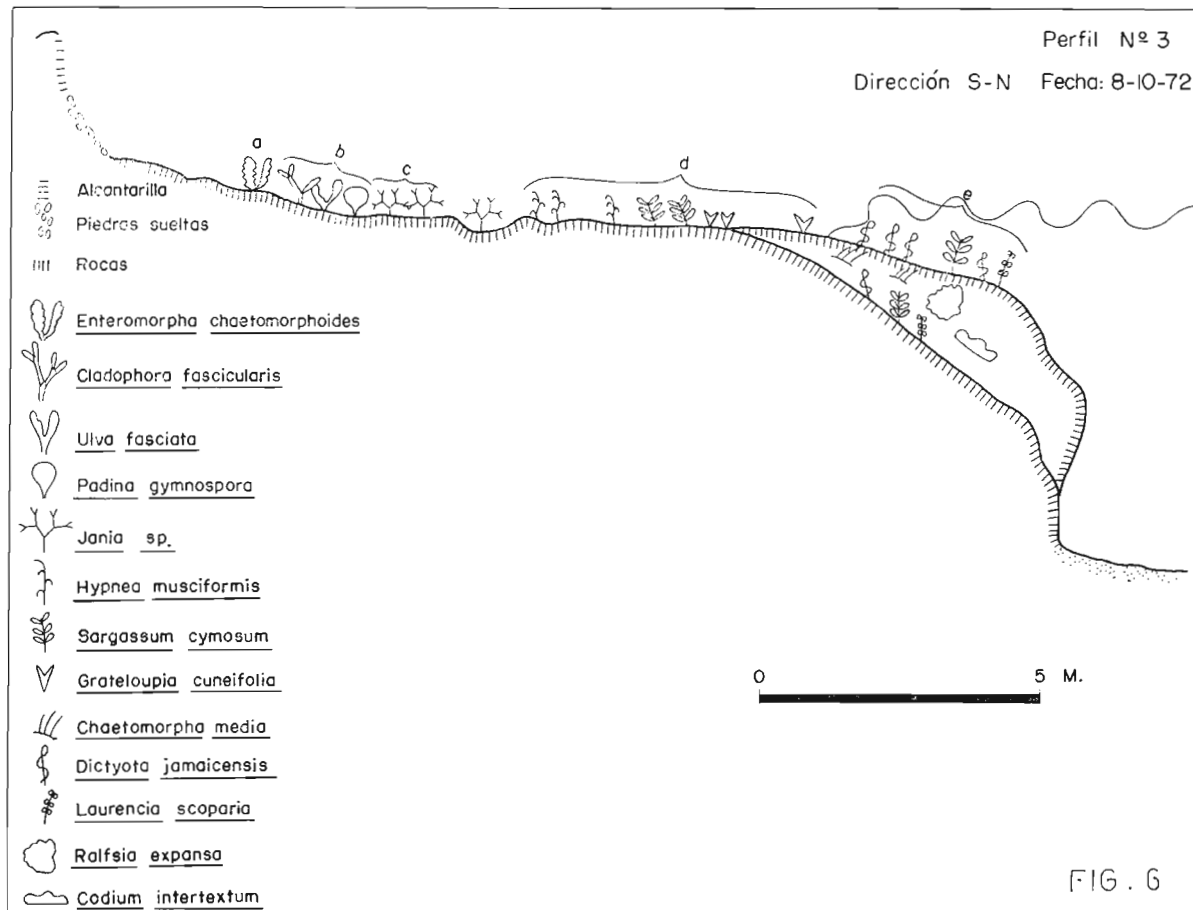 Perfil Nº 3
Dirección S-N Fecha: 8-10-72
a
b
c
d
e
Alcantarilla
Piedras sueltas
Rocas
Enteromorpha chaetomorphoides
Cladophora fascicularis
Ulva fasciata
Padina gymnospora
Jania sp.
Hypnea musciformis
Sargassum cymosum
Grateloupia cuneifolia
Chaetomorpha media
Dictyota jamaicensis
Laurencia scoparia
Ralfsia expansa
Codium intertextum
0 5 M.
FIG. 6